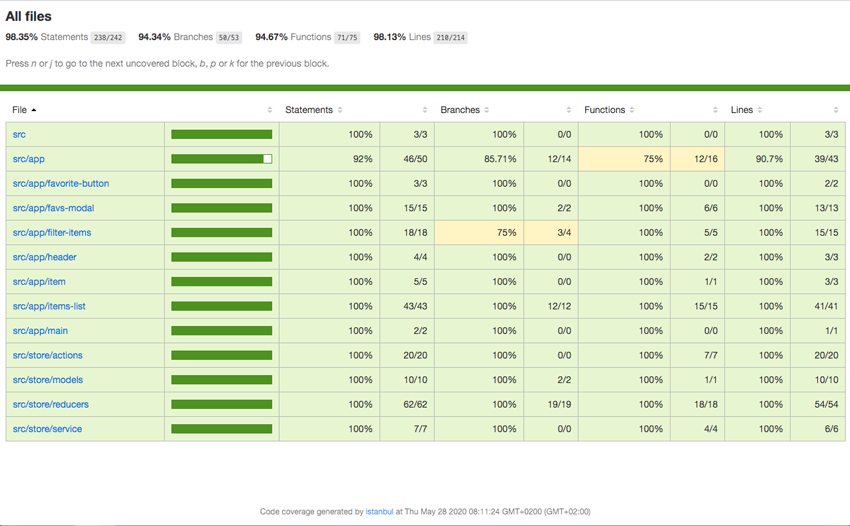 All files
98.35% Statements 238/242 94.34% Branches 50/53 94.67% Functions 71/75 98.13% Lines 210/214
Press n or j to go to the next uncovered block, b, p or k for the previous block.
File Statements Branches Functions Lines
src 100% 3/3 100% 0/0 100% 0/0 100% 3/3
src/app 92% 46/50 85.71% 12/14 75% 12/16 90.7% 39/43
src/app/favorite-button 100% 3/3 100% 0/0 100% 0/0 100% 2/2
src/app/favs-modal 100% 15/15 100% 2/2 100% 6/6 100% 13/13
src/app/filter-items 100% 18/18 75% 3/4 100% 5/5 100% 15/15
src/app/header 100% 4/4 100% 0/0 100% 2/2 100% 3/3
src/app/item 100% 5/5 100% 0/0 100% 1/1 100% 3/3
src/app/items-list 100% 43/43 100% 12/12 100% 15/15 100% 41/41
src/app/main 100% 2/2 100% 0/0 100% 0/0 100% 1/1
src/store/actions 100% 20/20 100% 0/0 100% 7/7 100% 20/20
src/store/models 100% 10/10 100% 2/2 100% 1/1 100% 10/10
src/store/reducers 100% 62/62 100% 19/19 100% 18/18 100% 54/54
src/store/service 100% 7/7 100% 0/0 100% 4/4 100% 6/6
Code coverage generated by istanbul at Thu May 28 2020 08:11:24 GMT+0200 (GMT+02:00)